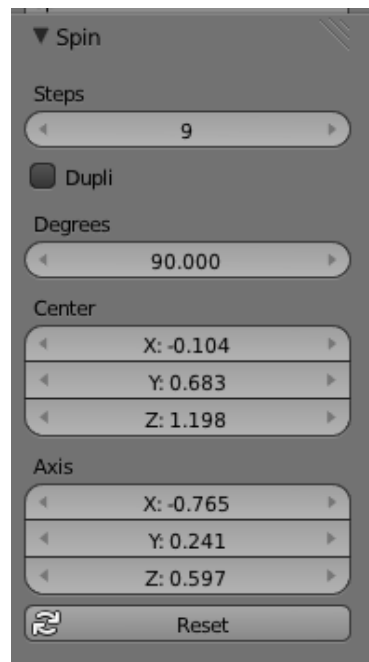 Spin
Steps
9
Dupli
Degrees
90.000
Center
X: -0.104
Y: 0.683
Z: 1.198
Axis
X: -0.765
Y: 0.241
Z: 0.597
Reset